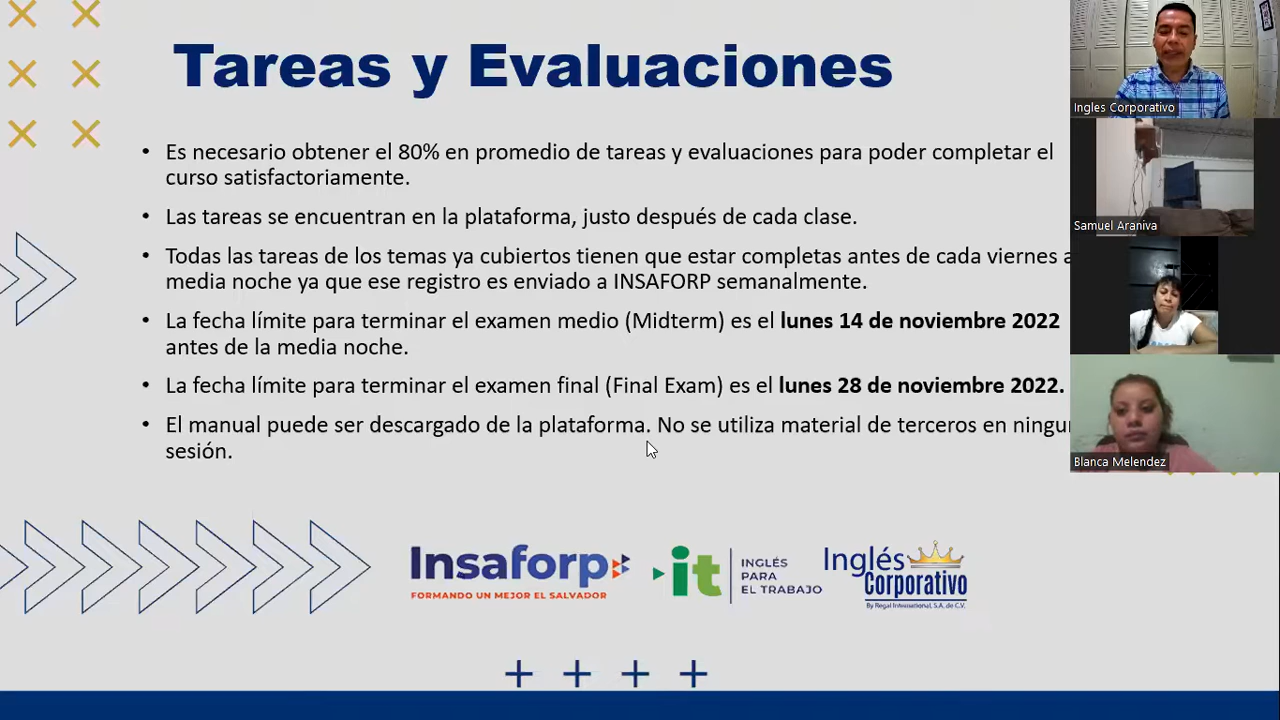 Tareas y Evaluaciones
• Es necesario obtener el 80% en promedio de tareas y evaluaciones para poder completar el
curso satisfactoriamente.
• Las tareas se encuentran en la plataforma, justo después de cada clase.
• Todas las tareas de los temas ya cubiertos tienen que estar completas antes de cada viernes a
media noche ya que ese registro es enviado a INSAFORP semanalmente.
• La fecha límite para terminar el examen medio (Midterm) es el lunes 14 de noviembre 2022
antes de la media noche.
• La fecha límite para terminar el examen final (Final Exam) es el lunes 28 de noviembre 2022.
• El manual puede ser descargado de la plataforma. No se utiliza material de terceros en
sesión.
Ingles Corporativo
Samuel Araniva
Blanca Melendez
Insaforp
FORMANDO UN MEJOR EL SALVADOR
it
INGLÉS
PARA
EL TRABAJO
Inglés
Corporativo
By Regal International, S.A. de C.V.